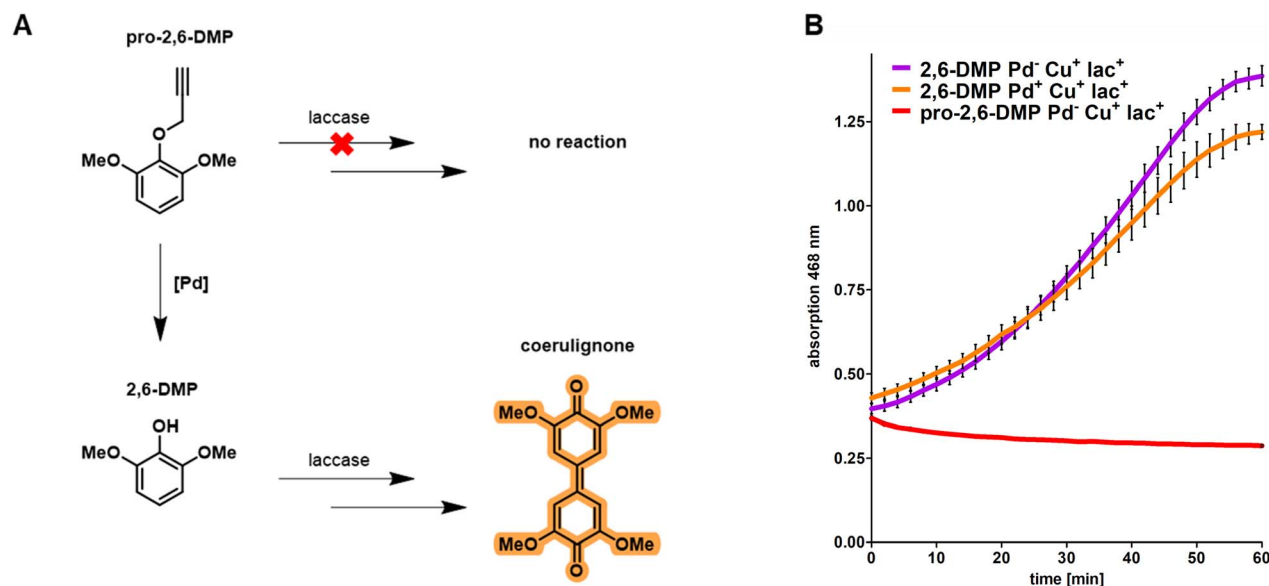 A
pro-2,6-DMP
O
MeO OMe
laccase
no reaction
[Pd]
2,6-DMP
OH
MeO OMe
laccase
coerulignone
O
MeO OMe
MeO OMe
O
B
2,6-DMP Pd⁻ Cu⁺ lac⁺
2,6-DMP Pd⁺ Cu⁺ lac⁺
pro-2,6-DMP Pd⁻ Cu⁺ lac⁺
absorption 468 nm
1.25
1.00
0.75
0.50
0.25
0.00
0 10 20 30 40 50 60
time [min]